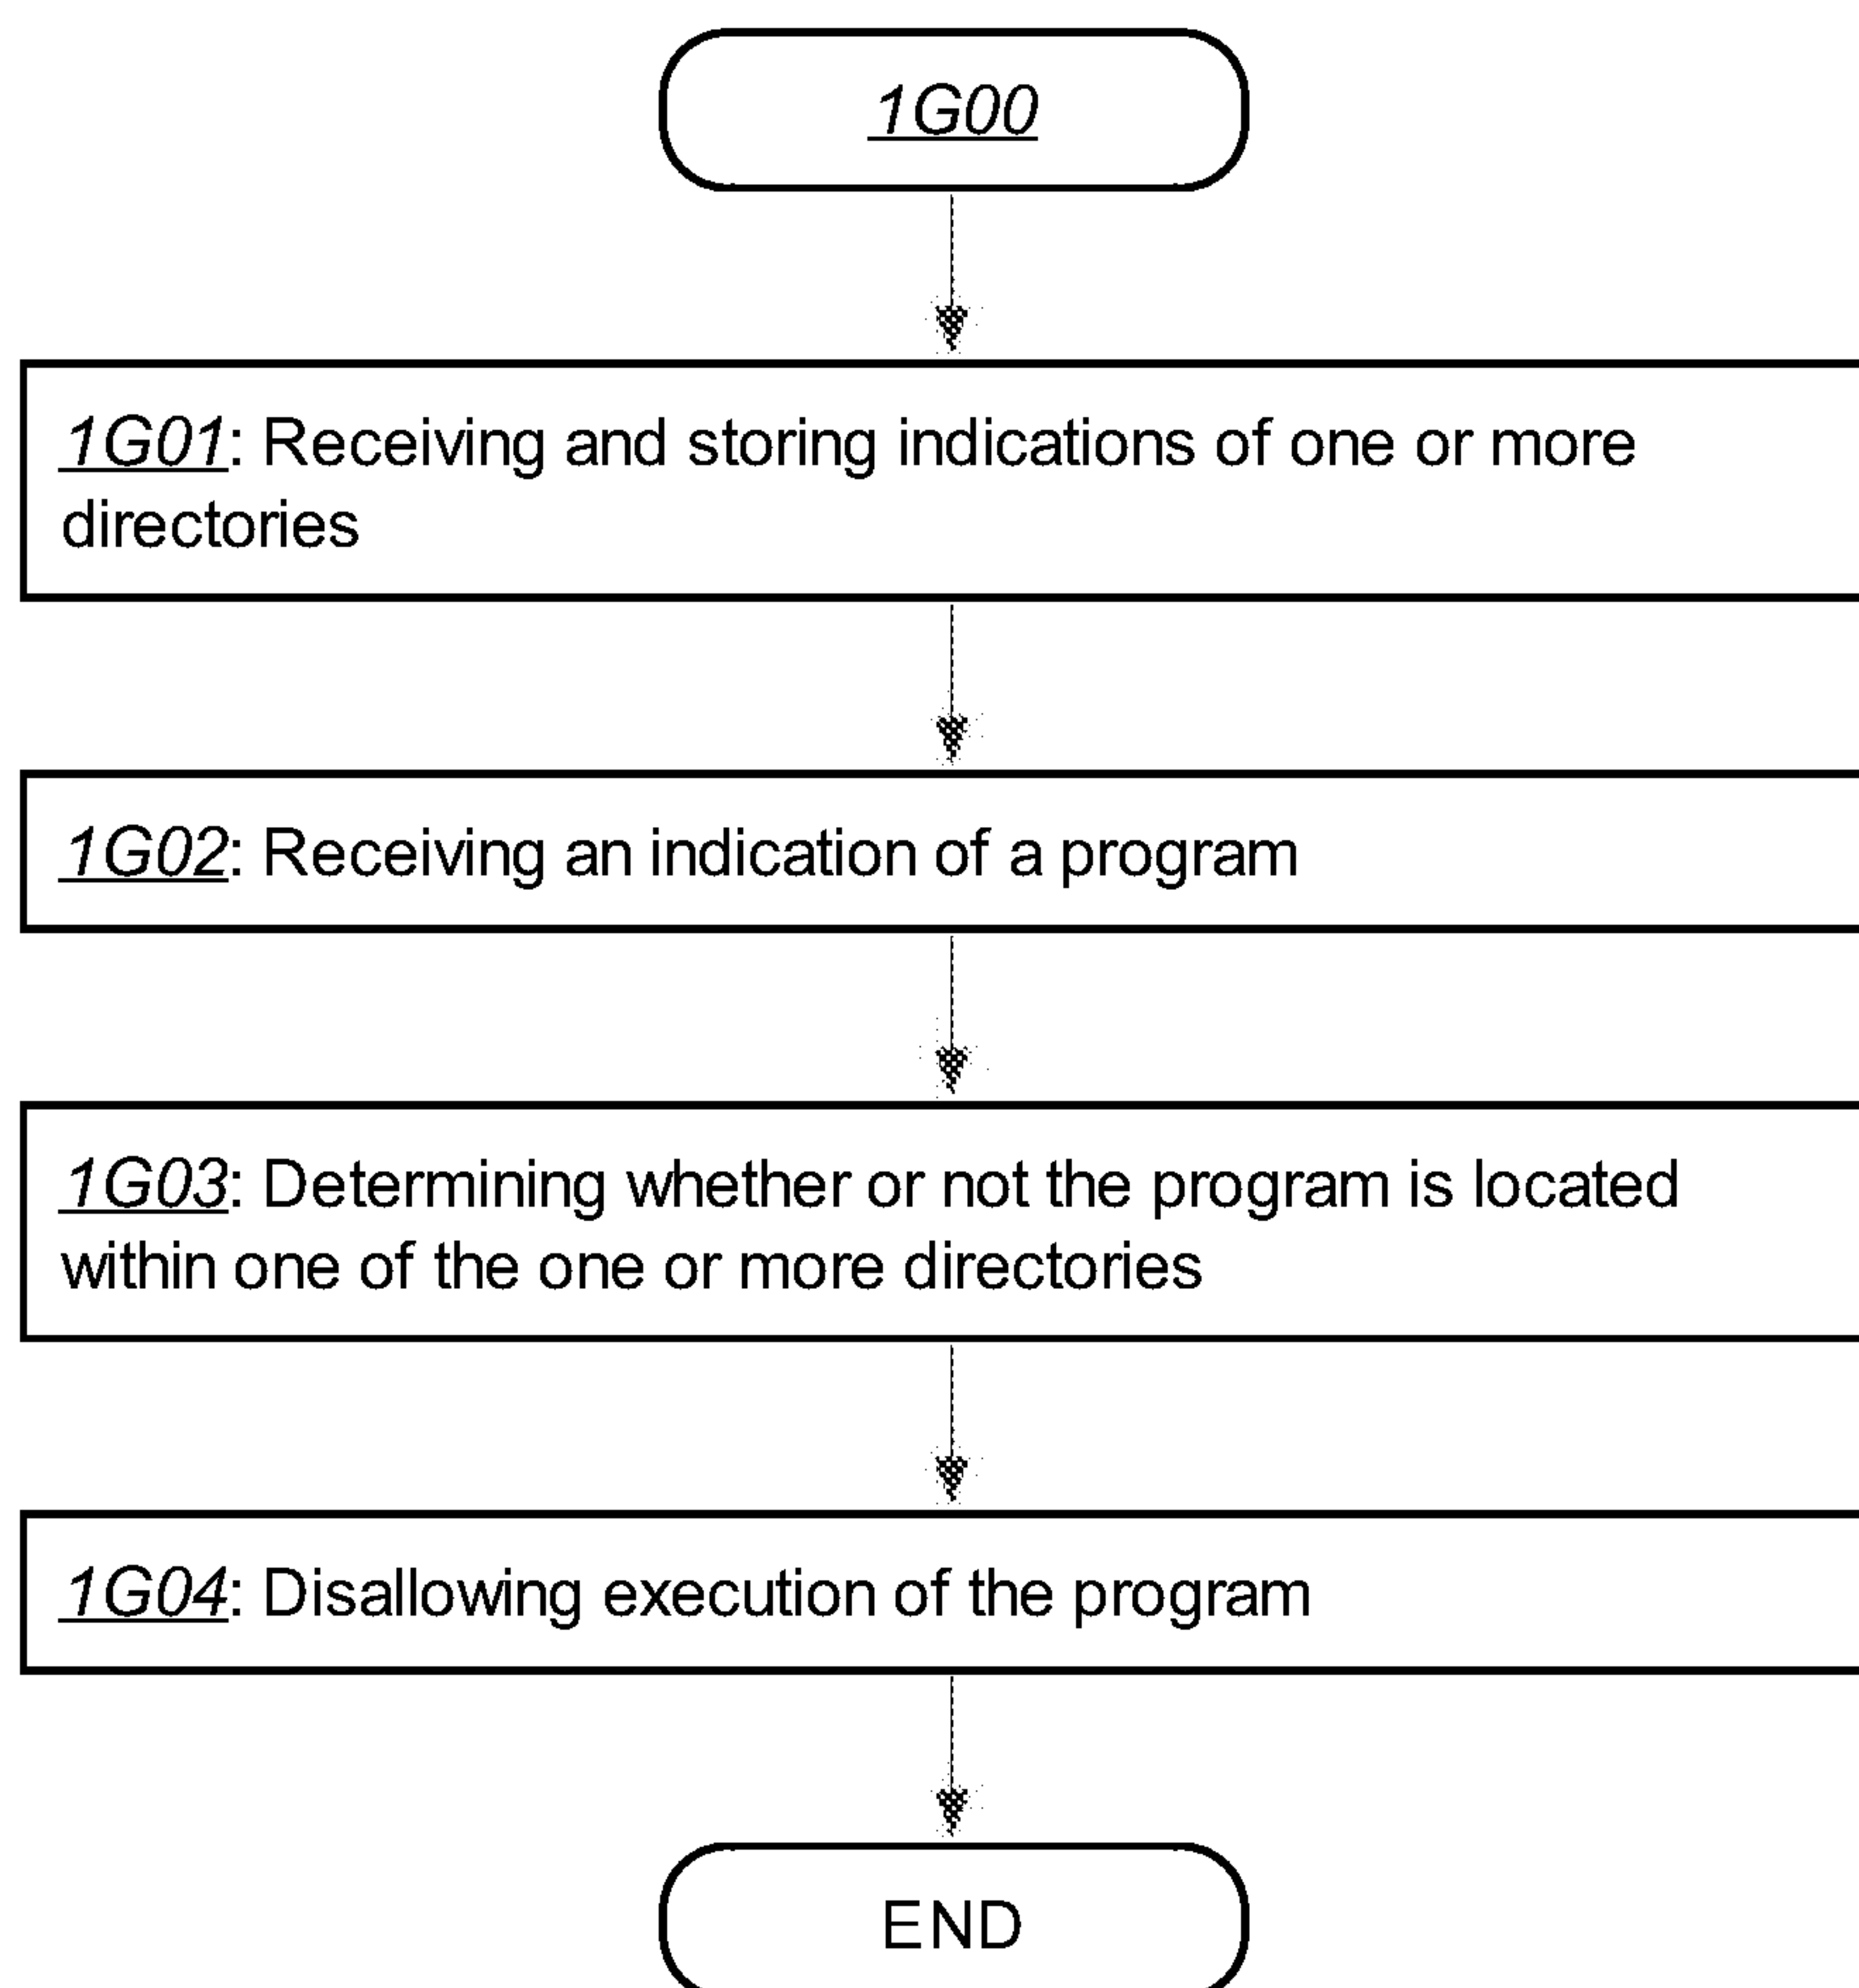 1G00
1G01: Receiving and storing indications of one or more
directories
1G02: Receiving an indication of a program
1G03: Determining whether or not the program is located
within one of the one or more directories
1G04: Disallowing execution of the program
END